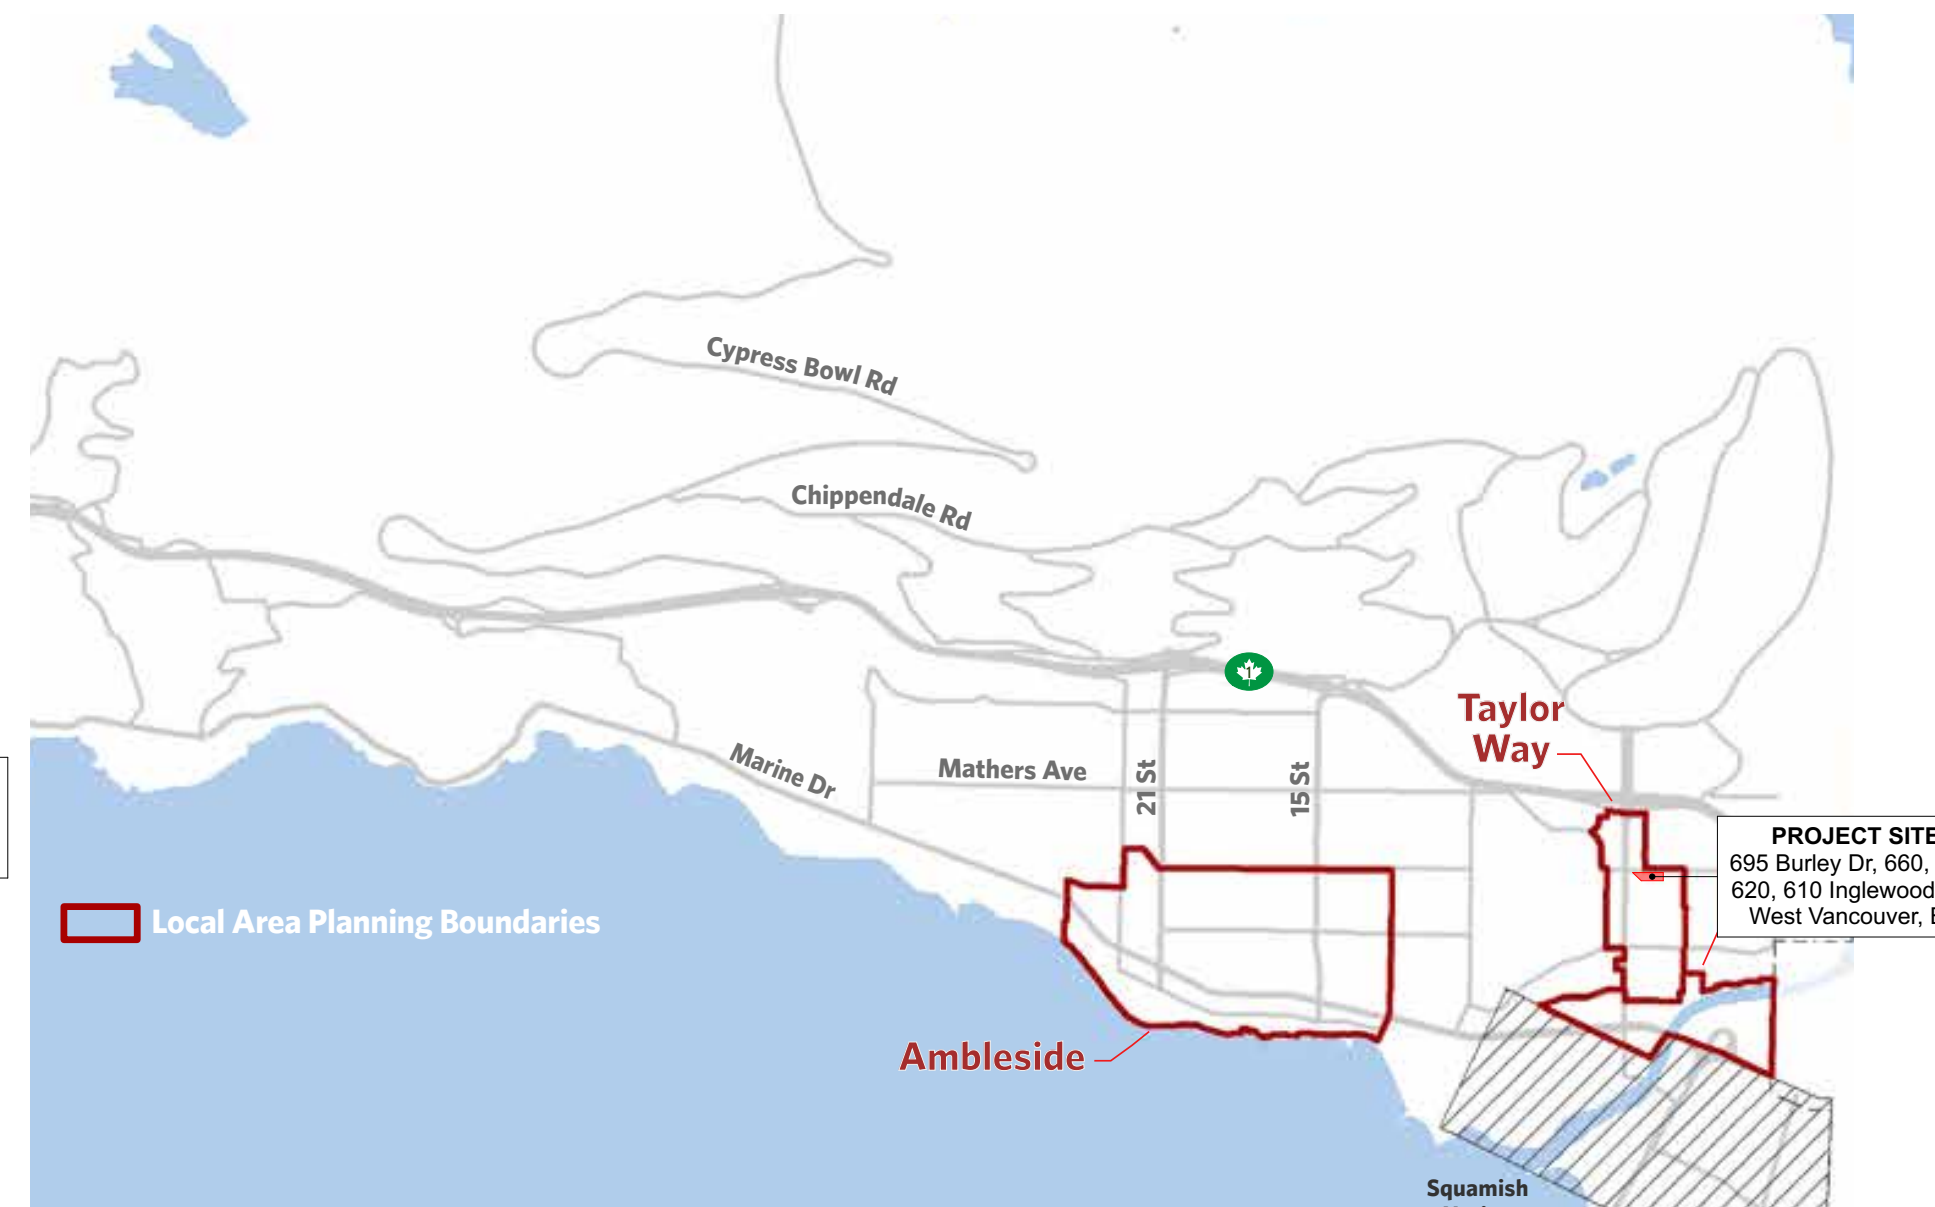 Cypress Bowl Rd
Chippendale Rd
1
Taylor
Way
Marine Dr
Mathers Ave
21 St
15 St
PROJECT SITE
695 Burley Dr, 660,
620, 610 Inglewood
West Vancouver,
Local Area Planning Boundaries
Ambleside
Squamish